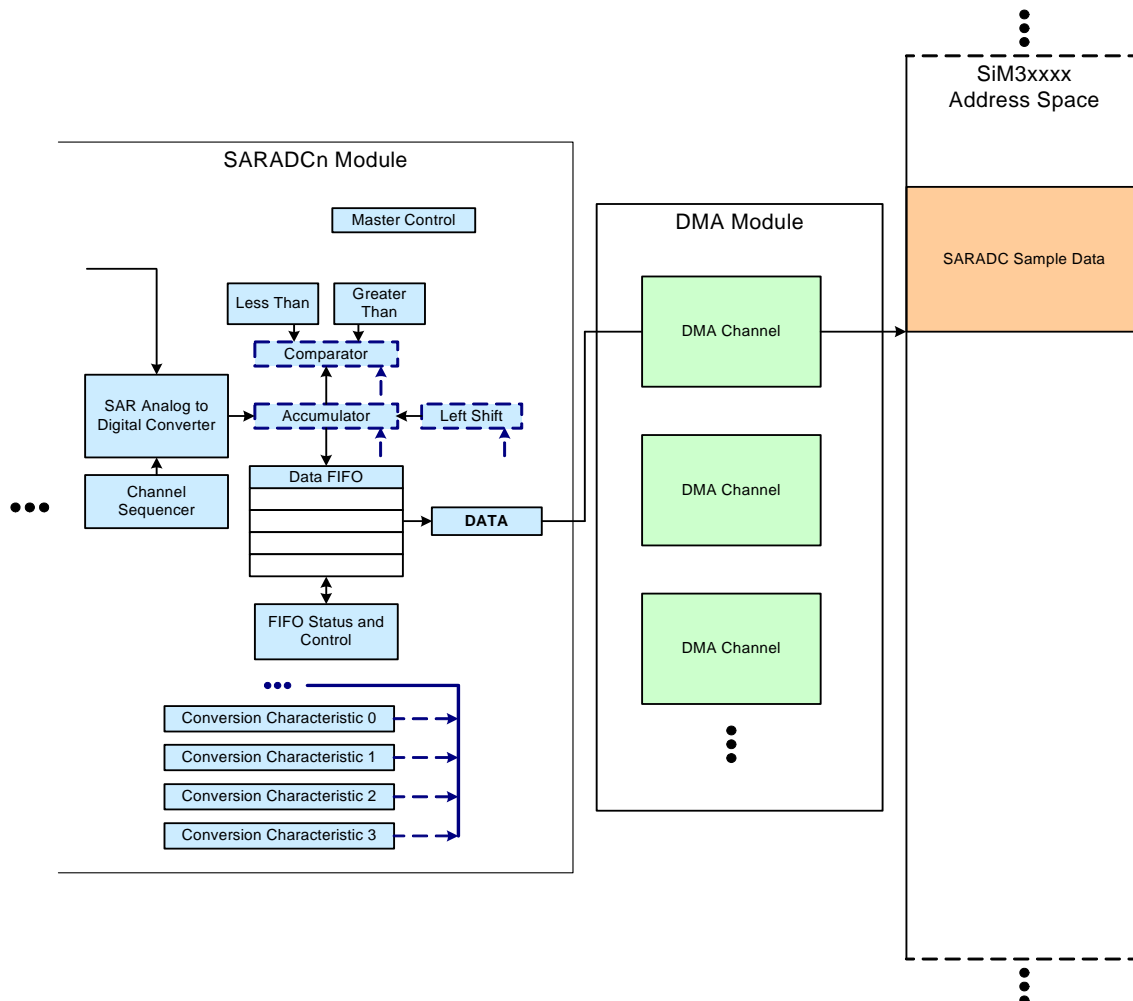 SiM3xxxx
Address Space
SARADCn Module
Master Control
DMA Module
SARADC Sample Data
Less Than
Greater
Than
DMA Channel
Comparator
SAR Analog to
Digital Converter
Accumulator
Left Shift
Data FIFO
Channel
Sequencer
DATA
DMA Channel
FIFO Status and
Control
DMA Channel
Conversion Characteristic 0
Conversion Characteristic 1
Conversion Characteristic 2
Conversion Characteristic 3